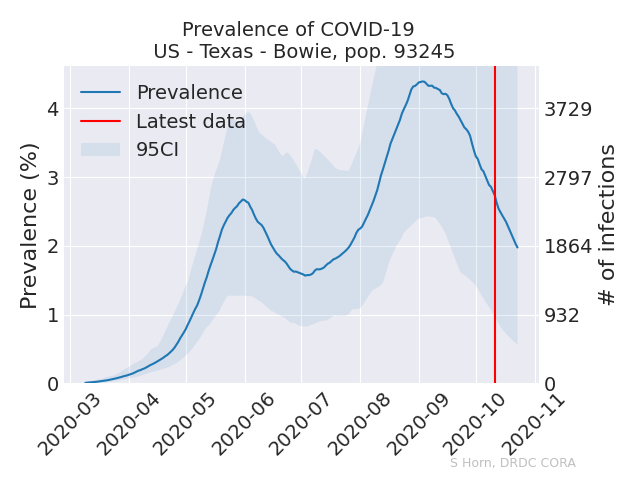 Prevalence of COVID-19
US - Texas - Bowie, pop. 93245
Prevalence
Latest data
95CI
Prevalence (%)
4
3
2
1
0
3729
2797
1864
932
0
# of infections
2020-03
2020-04
2020-05
2020-06
2020-07
2020-08
2020-09
2020-10
2020-11
S Horn, DRDC CORA